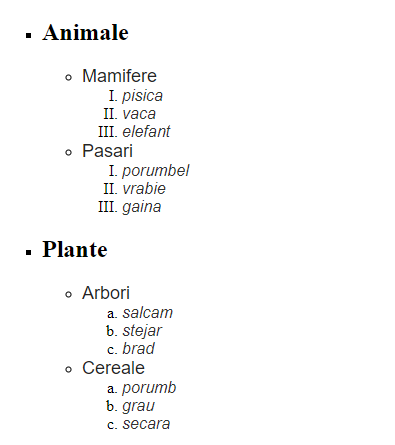 ▪ Animale
○ Mamifere
I. pisica
II. vaca
III. elefant
○ Pasari
I. porumbel
II. vrabie
III. gaina
▪ Plante
○ Arbori
a. salcam
b. stejar
c. brad
○ Cereale
a. porumb
b. grau
c. secara